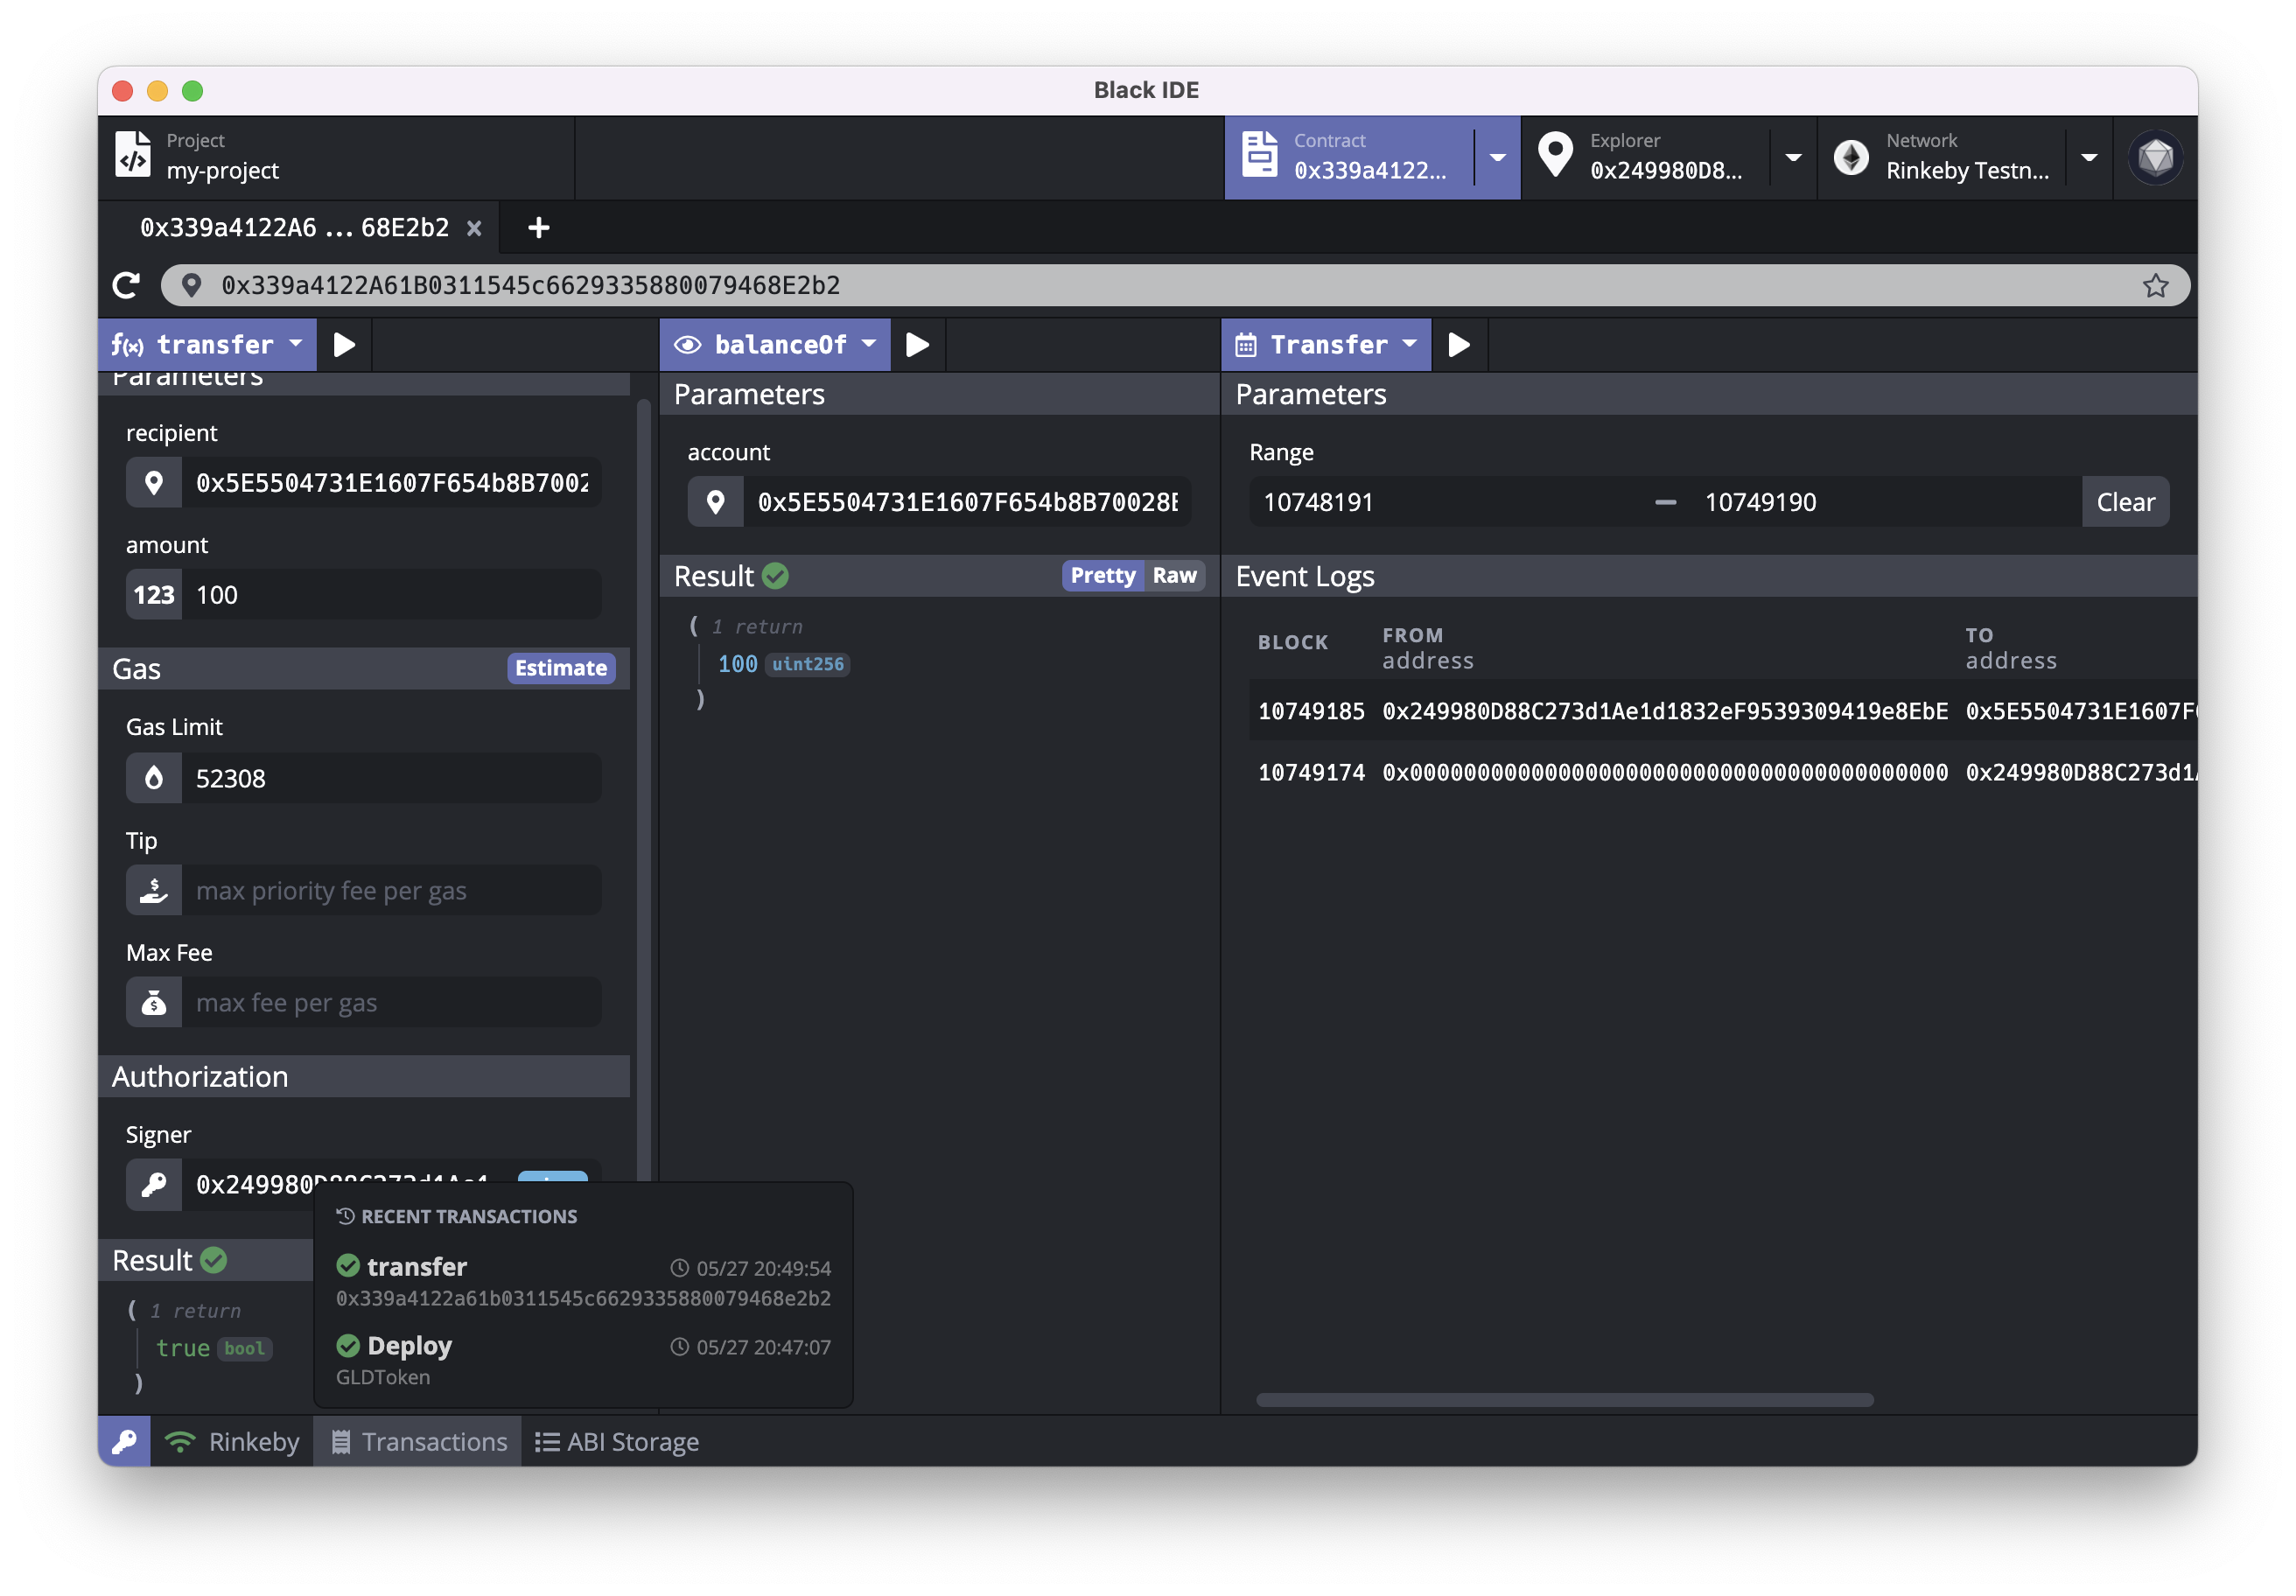 Black IDE
Project
my-project
Contract
0x339a4122...
Explorer
0x249980D8...
Network
Rinkeby Testn...
0x339a4122A6 ... 68E2b2
0x339a4122A61B0311545c6629335880079468E2b2
f(x) transfer
balanceOf
Transfer
Parameters
recipient
0x5E5504731E1607F654b8B7002
amount
123 100
Gas
Estimate
Gas Limit
52308
Tip
max priority fee per gas
Max Fee
max fee per gas
Authorization
Signer
0x249980D88C273d1Ae1
Result
( 1 return
true bool
)
Parameters
account
0x5E5504731E1607F654b8B70028E
Result
Pretty Raw
( 1 return
100 uint256
)
Parameters
Range
10748191 — 10749190 Clear
Event Logs
BLOCK FROM TO
address address
10749185 0x249980D88C273d1Ae1d1832eF9539309419e8EbE 0x5E5504731E1607F
10749174 0x0000000000000000000000000000000000000000 0x249980D88C273d1A
RECENT TRANSACTIONS
transfer 05/27 20:49:54
0x339a4122a61b0311545c6629335880079468e2b2
Deploy 05/27 20:47:07
GLDToken
Rinkeby Transactions ABI Storage